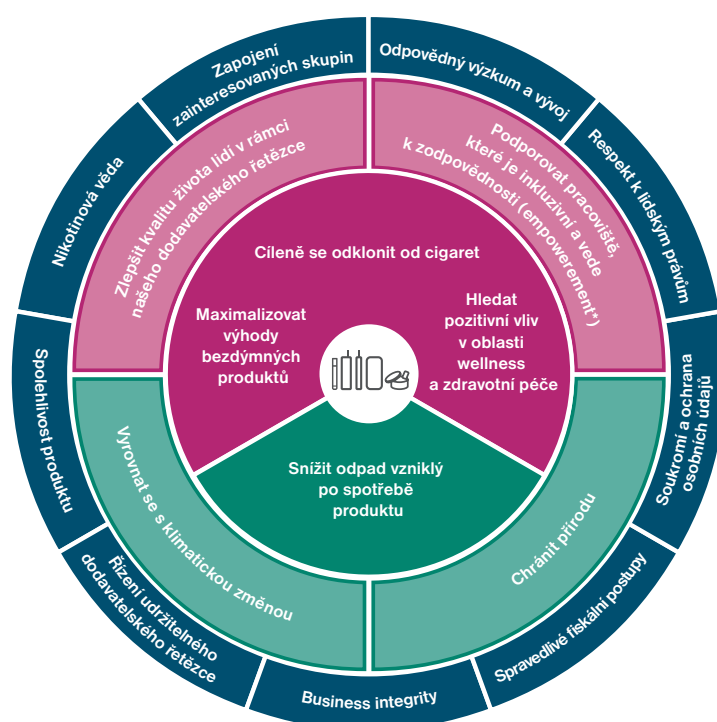 Zapojení
zainteresovaných skupin
Odpovědný výzkum a vývoj
Respekt k lidským právům
Soukromí a ochrana
osobních údajů
Spravedlivé fiskální postupy
Business integrity
Řízení udržitelného
dodavatelského řetězce
Spolehlivost produktu
Nikotinová věda
Zlepšit kvalitu života lidí v rámci
našeho dodavatelského řetězce
Podporovat pracoviště,
které je inkluzivní a vede
k zodpovědnosti (empowerement*)
Chránit přírodu
Vyrovnat se s klimatickou změnou
Cíleně se odklonit od cigaret
Maximalizovat
výhody
bezdýmných
produktů
Hledat
pozitivní vliv
v oblasti
wellness
a zdravotní péče
Snížit odpad vzniklý
po spotřebě
produktu